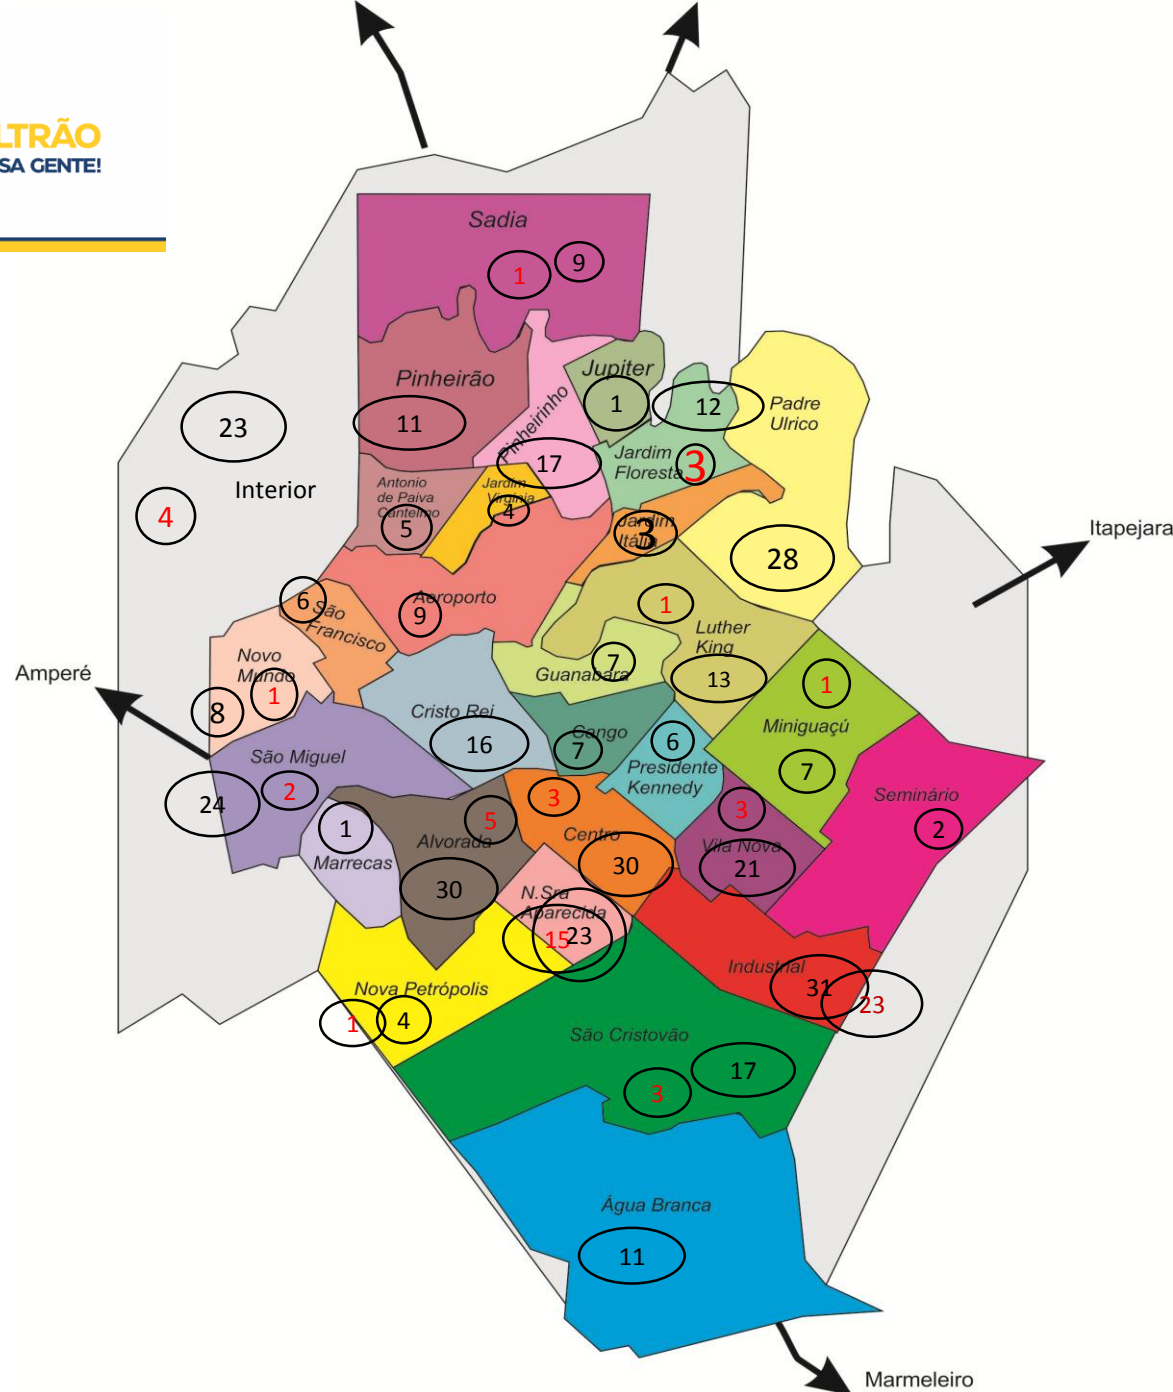 LTRÃO
SA GENTE!
Sadia
1
9
Pinheirão
11
Pinheirinho
17
Jupiter
1
12
Padre
Ulrico
23
Interior
4
Antonio
de Paiva
Cantelmo
5
Jardim
Virginia
4
Jardim
Floresta
3
Jardim
Itália
3
28
Itapejara
6
São
Francisco
Aeroporto
9
1
Luther
King
13
Guanabara
7
Novo
Mundo
1
8
Amperé
Cristo Rei
16
Cango
7
6
Presidente
Kennedy
1
Miniguaçú
7
São Miguel
2
24
1
Marrecas
5
Alvorada
30
3
Centro
30
3
Vila Nova
21
Seminário
2
N.Sra
Aparecida
15
23
Industrial
31
23
Nova Petrópolis
1
4
São Cristovão
17
3
Água Branca
11
Marmeleiro